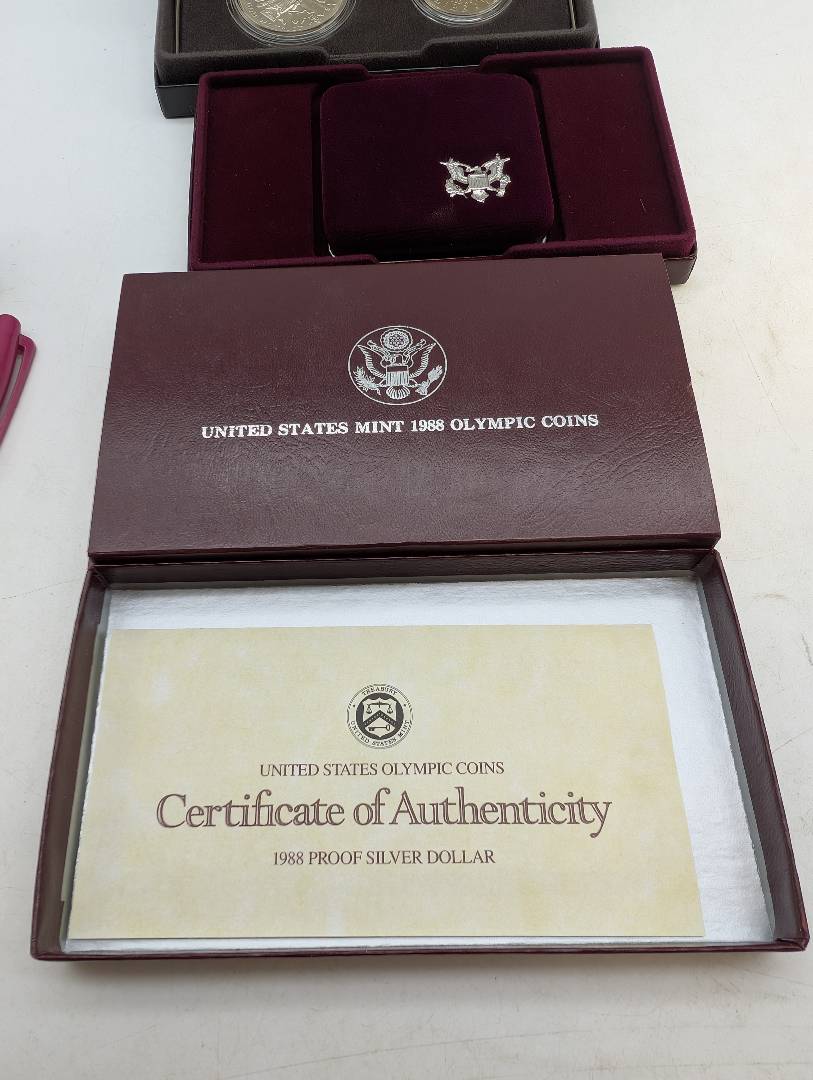 UNITED STATES MINT 1988 OLYMPIC COINS
TREASURY
UNITED STATES MINT
UNITED STATES OLYMPIC COINS
Certificate of Authenticity
1988 PROOF SILVER DOLLAR